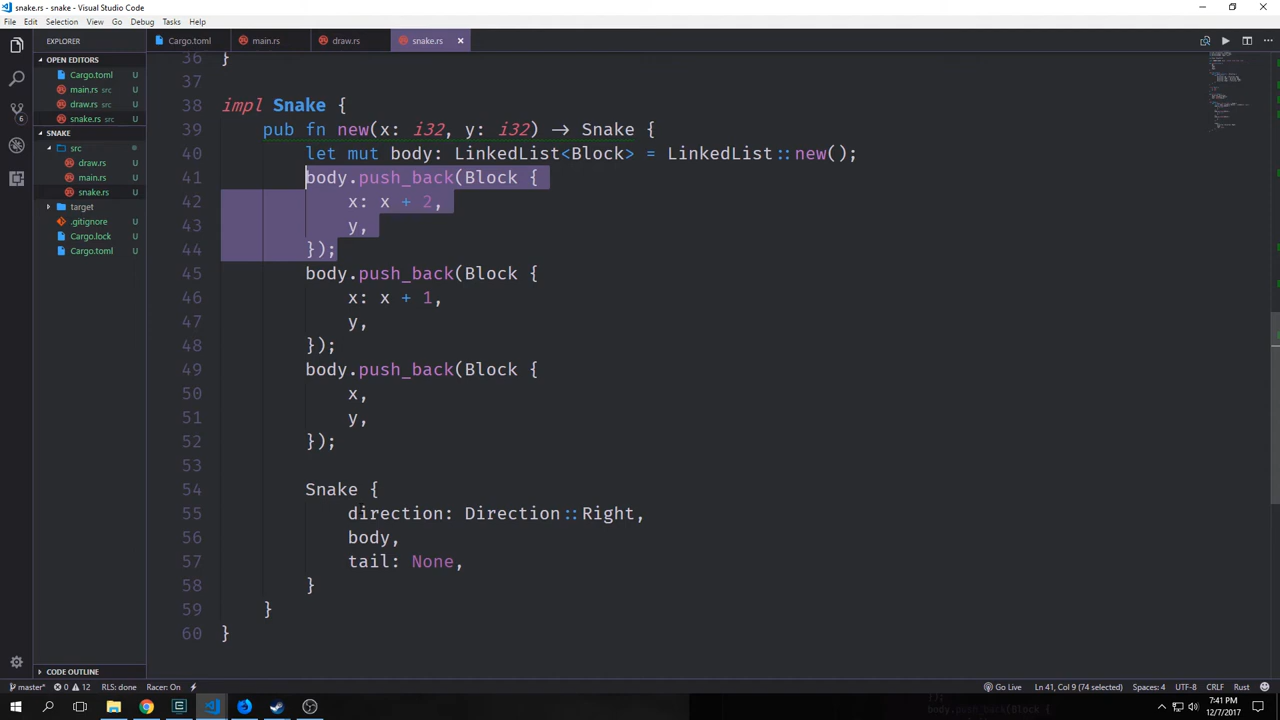 snake.rs - snake - Visual Studio Code
File Edit Selection View Go Debug Tasks Help
EXPLORER
Cargo.toml main.rs draw.rs snake.rs
OPEN EDITORS
Cargo.toml U
main.rs src U
draw.rs src U
snake.rs src U
SNAKE
src
draw.rs U
main.rs U
snake.rs U
target
.gitignore U
Cargo.lock U
Cargo.toml U
CODE OUTLINE
6
36 }
37
38 impl Snake {
39 pub fn new(x: i32, y: i32) → Snake {
40 let mut body: LinkedList<Block> = LinkedList::new();
41 body.push_back(Block {
42 x: x + 2,
43 y,
44 });
45 body.push_back(Block {
46 x: x + 1,
47 y,
48 });
49 body.push_back(Block {
50 x,
51 y,
52 });
53
54 Snake {
55 direction: Direction::Right,
56 body,
57 tail: None,
58 }
59 }
60 }
master* 0 12 RLS: done Racer: On Go Live Ln 41, Col 9 (74 selected) Spaces: 4 UTF-8 CRLF Rust
7:41 PM
12/7/2017